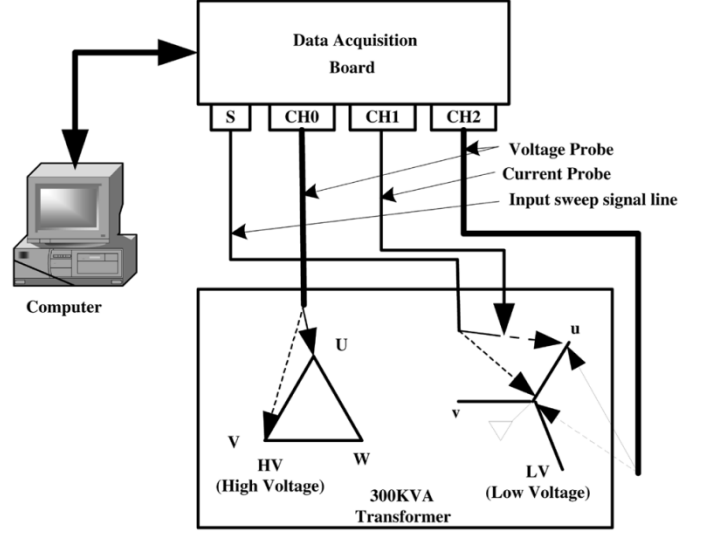 Data Acquisition
Board
S
CH0
CH1
CH2
Voltage Probe
Current Probe
Input sweep signal line
Computer
U
u
V
W
v
HV
(High Voltage)
LV
(Low Voltage)
300KVA
Transformer